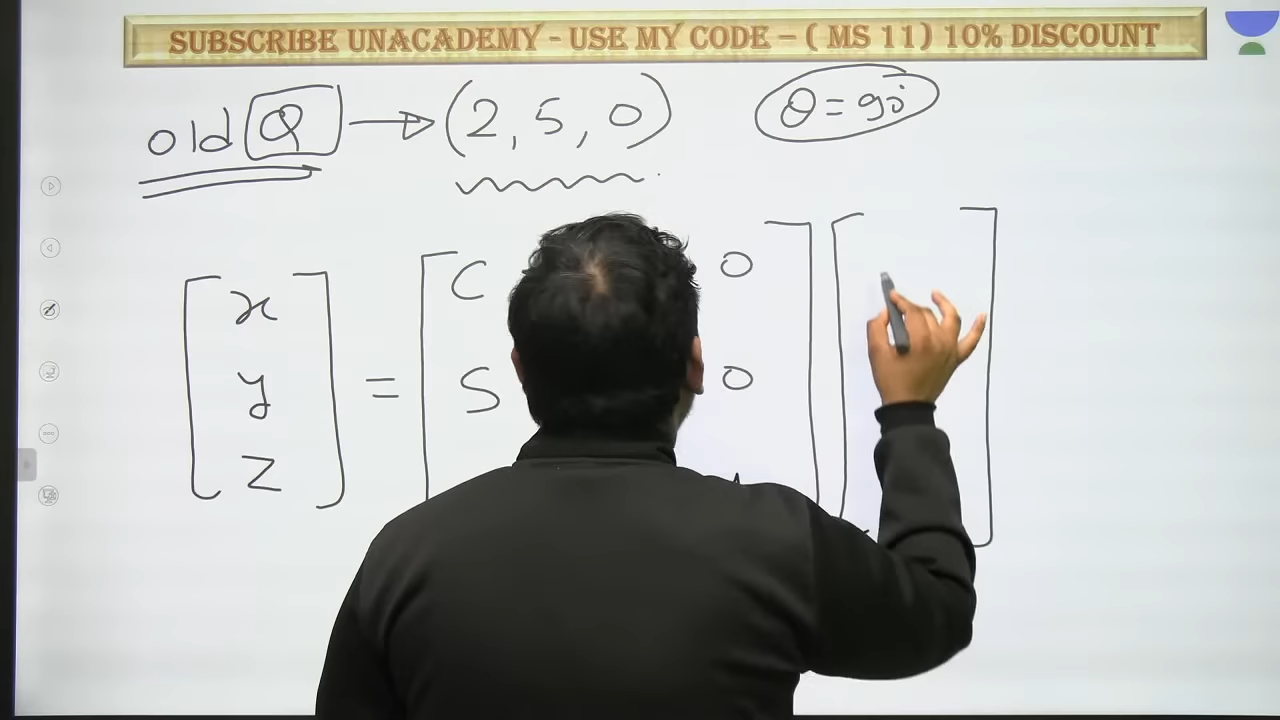 SUBSCRIBE UNACADEMY - USE MY CODE – ( MS 11) 10% DISCOUNT
old Q → (2, 5, 0) θ = 90°
x C 0
y = S 0
z